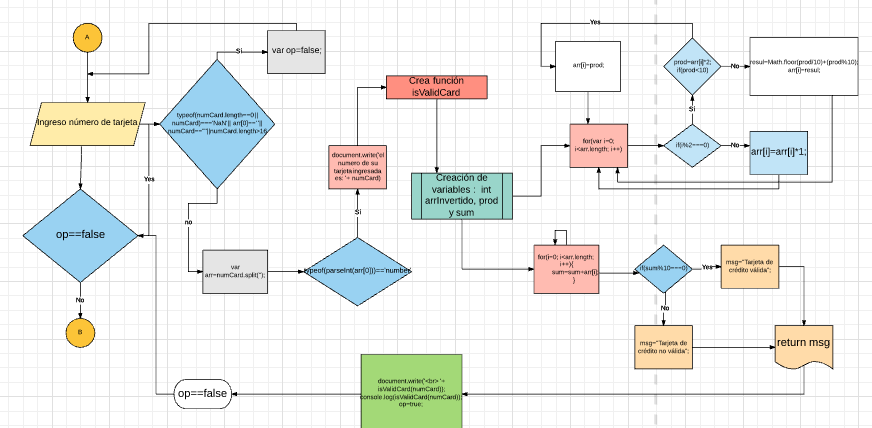 A
Ingreso número de tarjeta
Yes
op==false
No
B
typeof(numCard.length==0||
numCard)==='NaN'|| arr[0]==''||
numCard==""||numCard.length>16
Sí
var op=false;
no
var
arr=numCard.split('');
typeof(parseInt(arr[0]))=='number'
Sí
document.write('el
numero de su
tarjeta ingresada
es: '+ numCard)
Crea función
isValidCard
Creación de
variables : int
arrInvertido, prod
y sum
Yes
arr[i]=prod;
for(var i=0;
i<arr.length; i++)
prod=arr[i]*2;
if(prod<10)
No
resul=Math.floor(prod/10)+(prod%10);
arr[i]=resul;
Sí
if(i%2===0)
No
arr[i]=arr[i]*1;
for(i=0; i<arr.length;
i++){
sum=sum+arr[i];
}
if(sum%10===0)
Yes
msg="Tarjeta de
crédito válida";
No
msg="Tarjeta de
crédito no válida";
return msg
document.write('<br>'+
isValidCard(numCard));
console.log(isValidCard(numCard));
op=true;
op==false